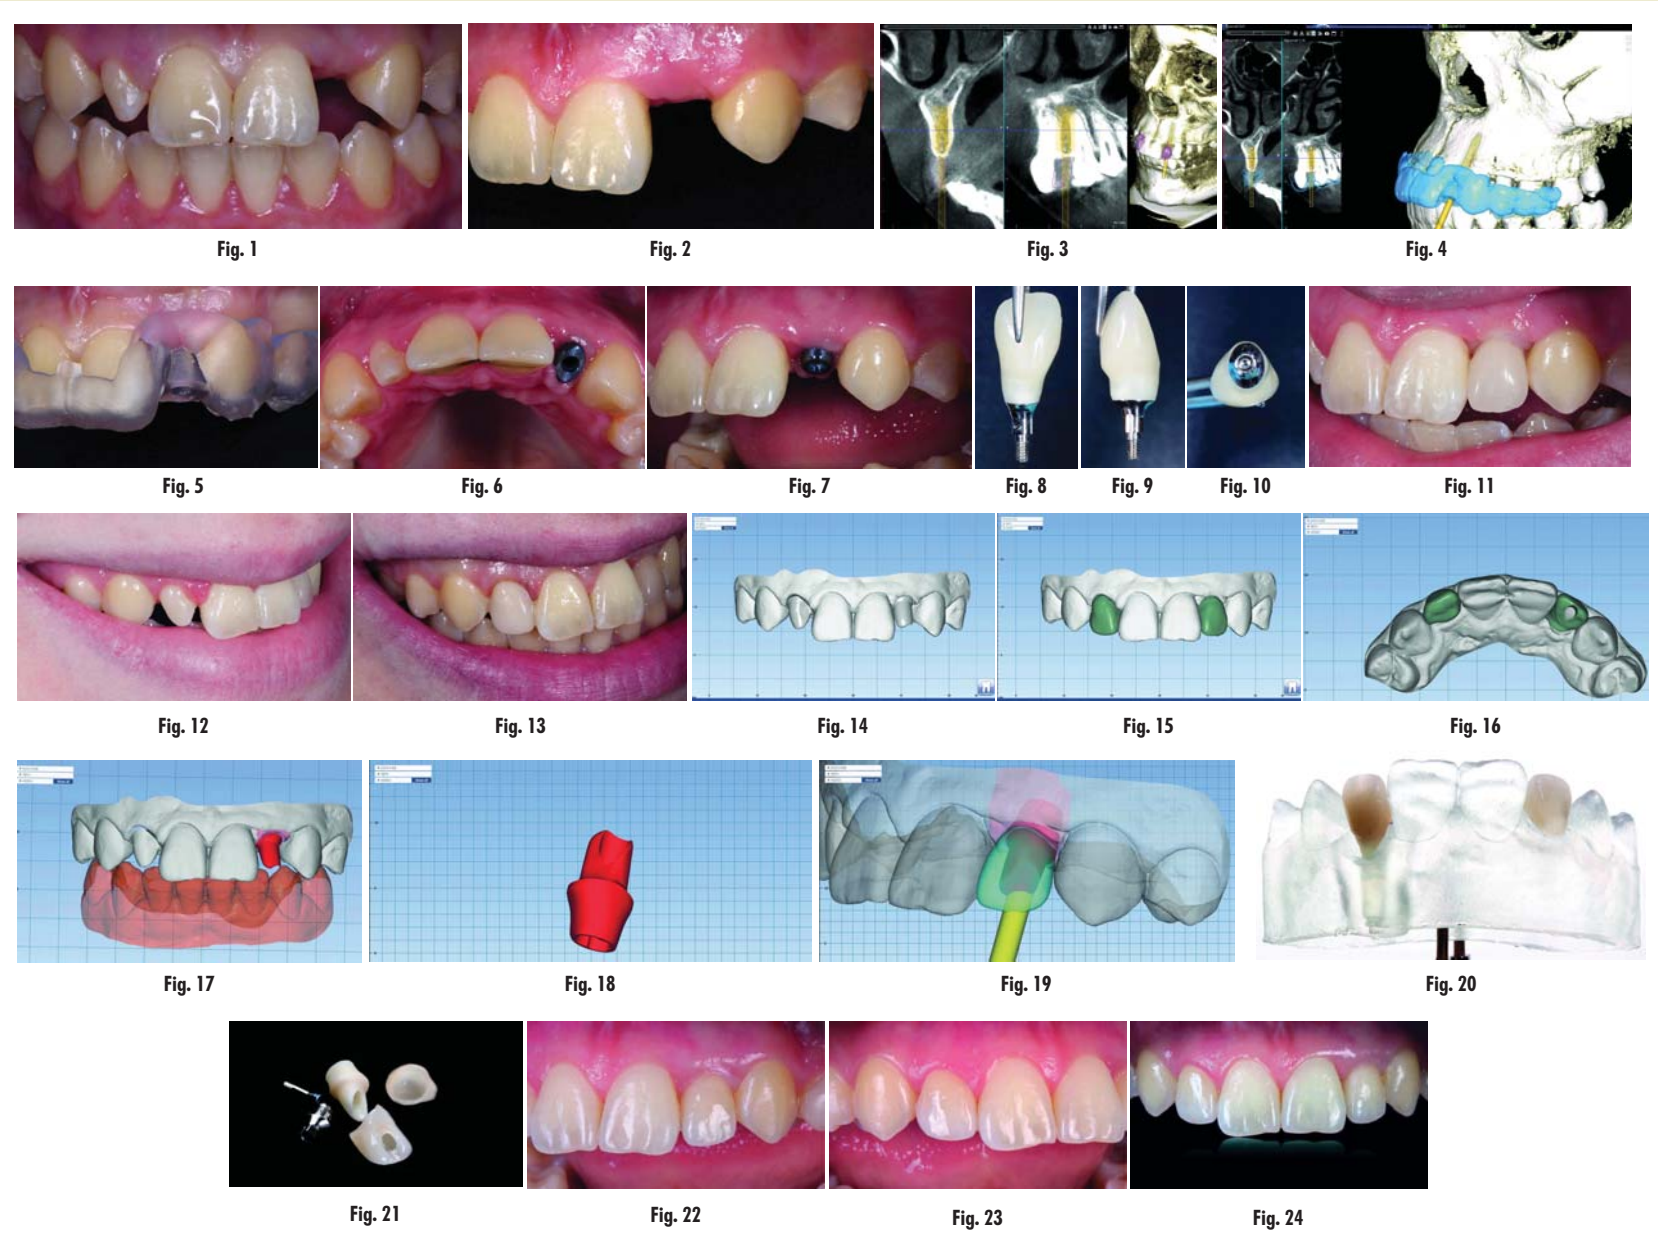 Fig. 1
Fig. 2
Fig. 3
Fig. 4
Fig. 5
Fig. 6
Fig. 7
Fig. 8
Fig. 9
Fig. 10
Fig. 11
Fig. 12
Fig. 13
Fig. 14
Fig. 15
Fig. 16
Fig. 17
Fig. 18
Fig. 19
Fig. 20
Fig. 21
Fig. 22
Fig. 23
Fig. 24